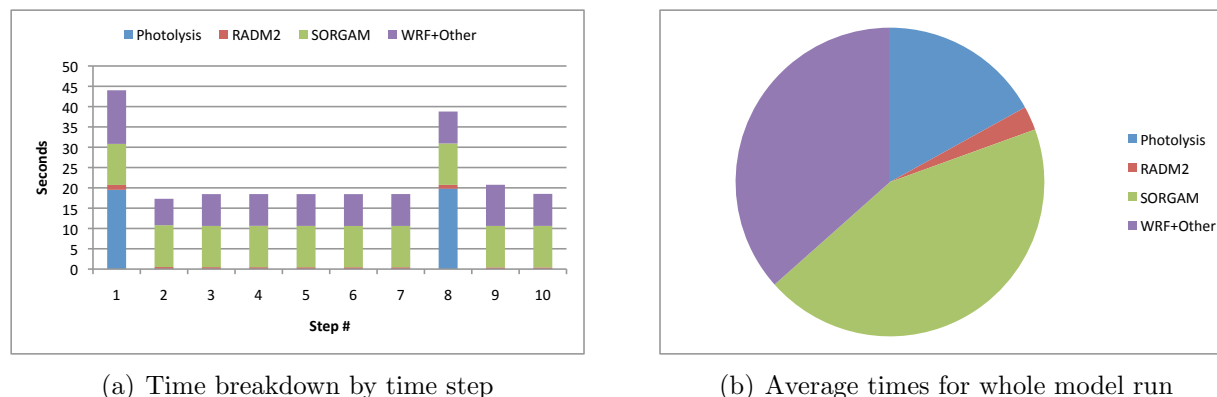 Photolysis RADM2 SORGAM WRF+Other
50
45
40
35
30
25
20
15
10
5
0
Seconds
1 2 3 4 5 6 7 8 9 10
Step #
(a) Time breakdown by time step
Photolysis
RADM2
SORGAM
WRF+Other
(b) Average times for whole model run